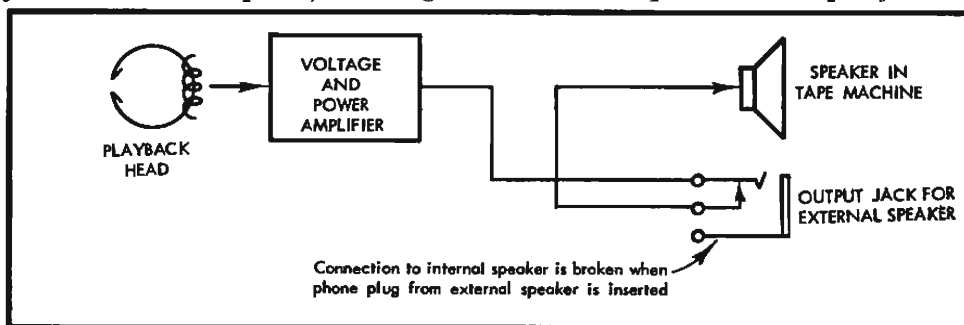 PLAYBACK
HEAD
VOLTAGE
AND
POWER
AMPLIFIER
SPEAKER IN
TAPE MACHINE
OUTPUT JACK FOR
EXTERNAL SPEAKER
Connection to internal speaker is broken when
phone plug from external speaker is inserted